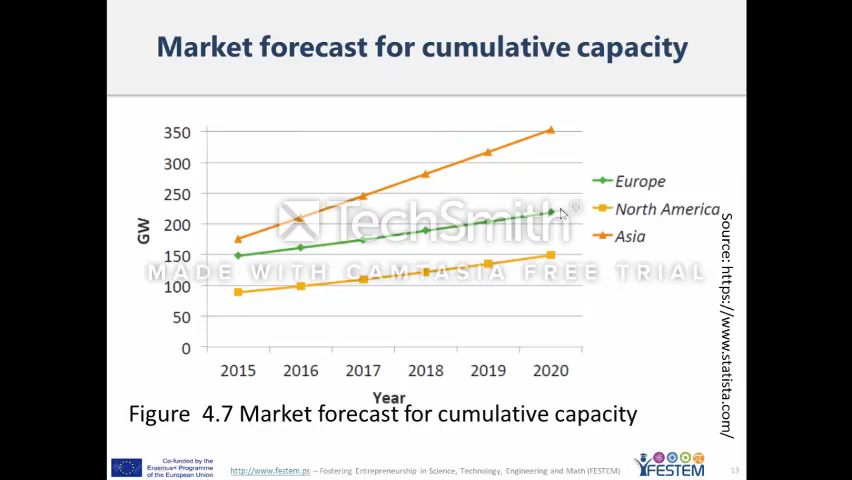 Market forecast for cumulative capacity
350
300
250
200
150
100
50
0
GW
2015 2016 2017 2018 2019 2020
Year
Europe
North America
Asia
TechSmith®
MADE WITH CAMTASIA FREE TRIAL
Source: https://www.statista.com/
Figure 4.7 Market forecast for cumulative capacity
Co-funded by the
Erasmus+ Programme
of the European Union
http://www.festem.ps – Fostering Entrepreneurship in Science, Technology, Engineering and Math (FESTEM)
FESTEM
13